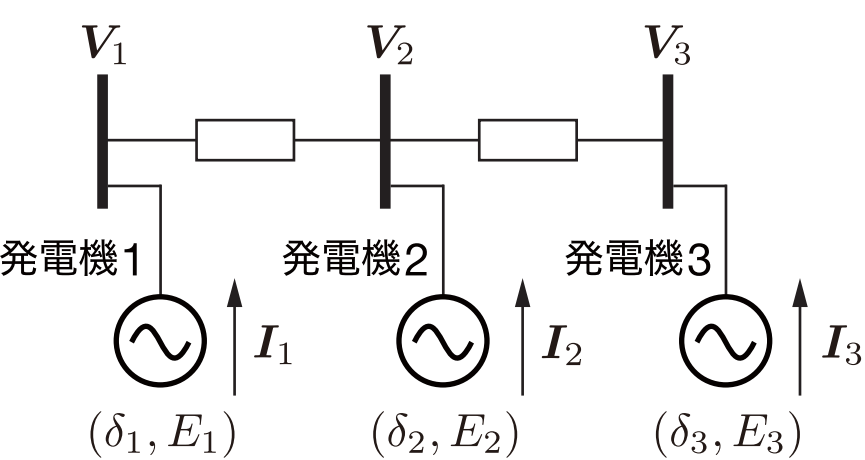 V1 V2 V3
発電機1 発電機2 発電機3
I1 I2 I3
(δ1, E1) (δ2, E2) (δ3, E3)